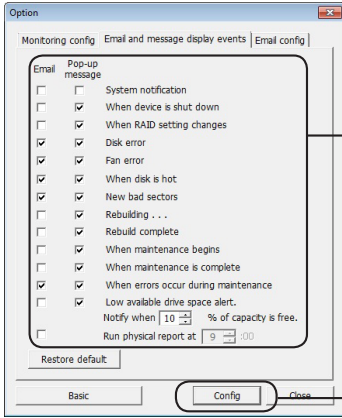 Option
Monitoring config Email and message display events Email config
Email Pop-up message
System notification
When device is shut down
When RAID setting changes
Disk error
Fan error
When disk is hot
New bad sectors
Rebuilding . . .
Rebuild complete
When maintenance begins
When maintenance is complete
When errors occur during maintenance
Low available drive space alert.
Notify when 10 % of capacity is free.
Run physical report at 9 :00
Restore default
Basic Config Close